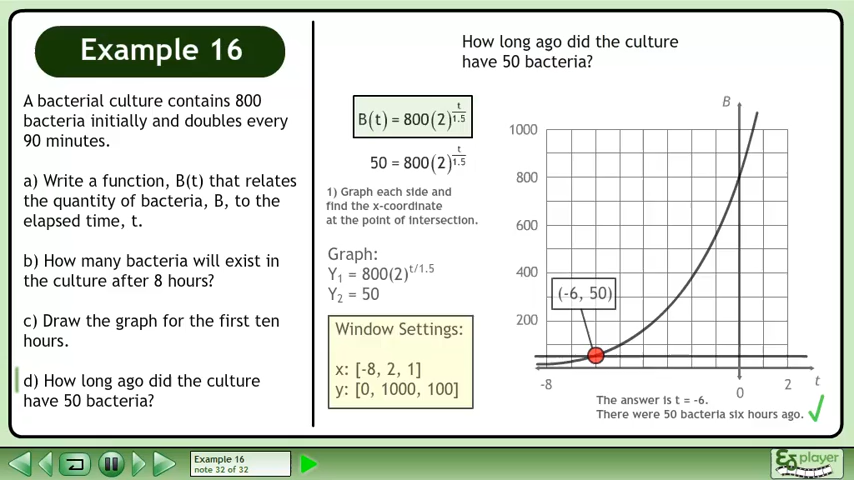 Example 16
A bacterial culture contains 800
bacteria initially and doubles every
90 minutes.
a) Write a function, B(t) that relates
the quantity of bacteria, B, to the
elapsed time, t.
b) How many bacteria will exist in
the culture after 8 hours?
c) Draw the graph for the first ten
hours.
d) How long ago did the culture
have 50 bacteria?
How long ago did the culture
have 50 bacteria?
B(t) = 800(2)^(t/1.5)
50 = 800(2)^(t/1.5)
1) Graph each side and
find the x-coordinate
at the point of intersection.
Graph:
Y₁ = 800(2)^(t/1.5)
Y₂ = 50
Window Settings:
x: [-8, 2, 1]
y: [0, 1000, 100]
B
1000
800
600
400
200
(-6, 50)
-8
0
2
t
The answer is t = -6.
There were 50 bacteria six hours ago.
Example 16
note 32 of 32
player